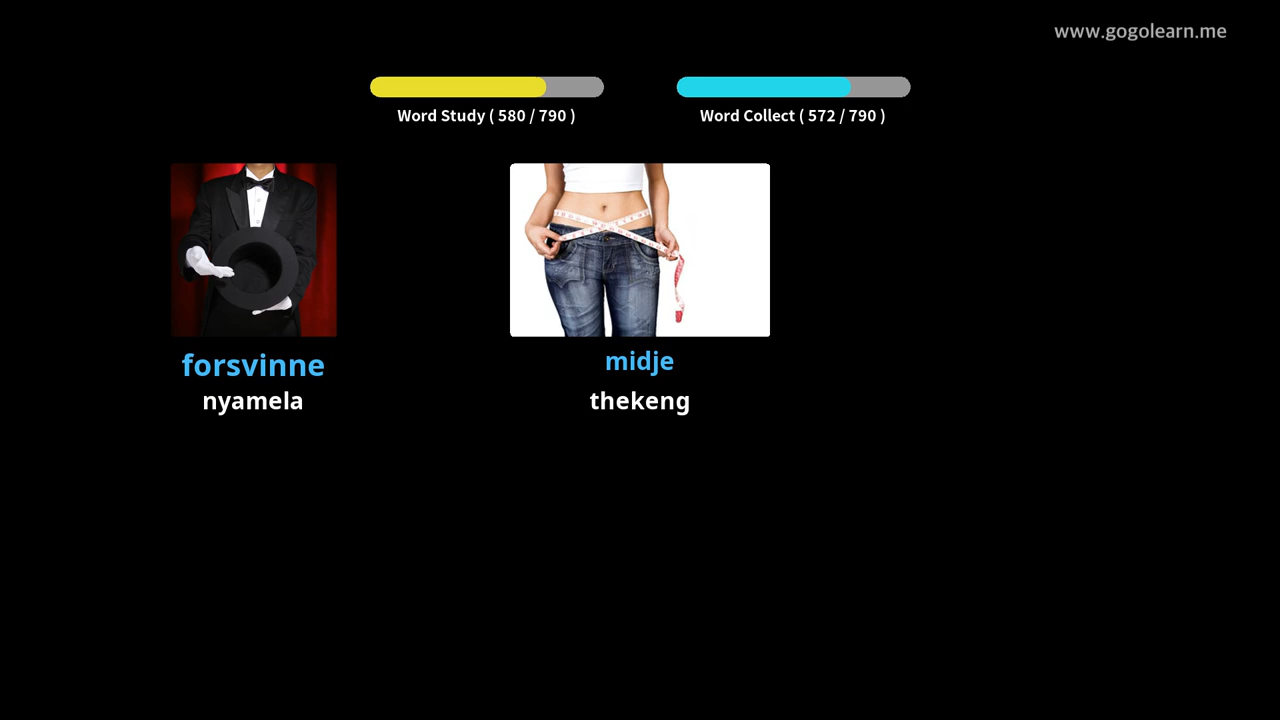 www.gogolearn.me
Word Study ( 580 / 790 )
Word Collect ( 572 / 790 )
forsvinne
nyamela
midje
thekeng